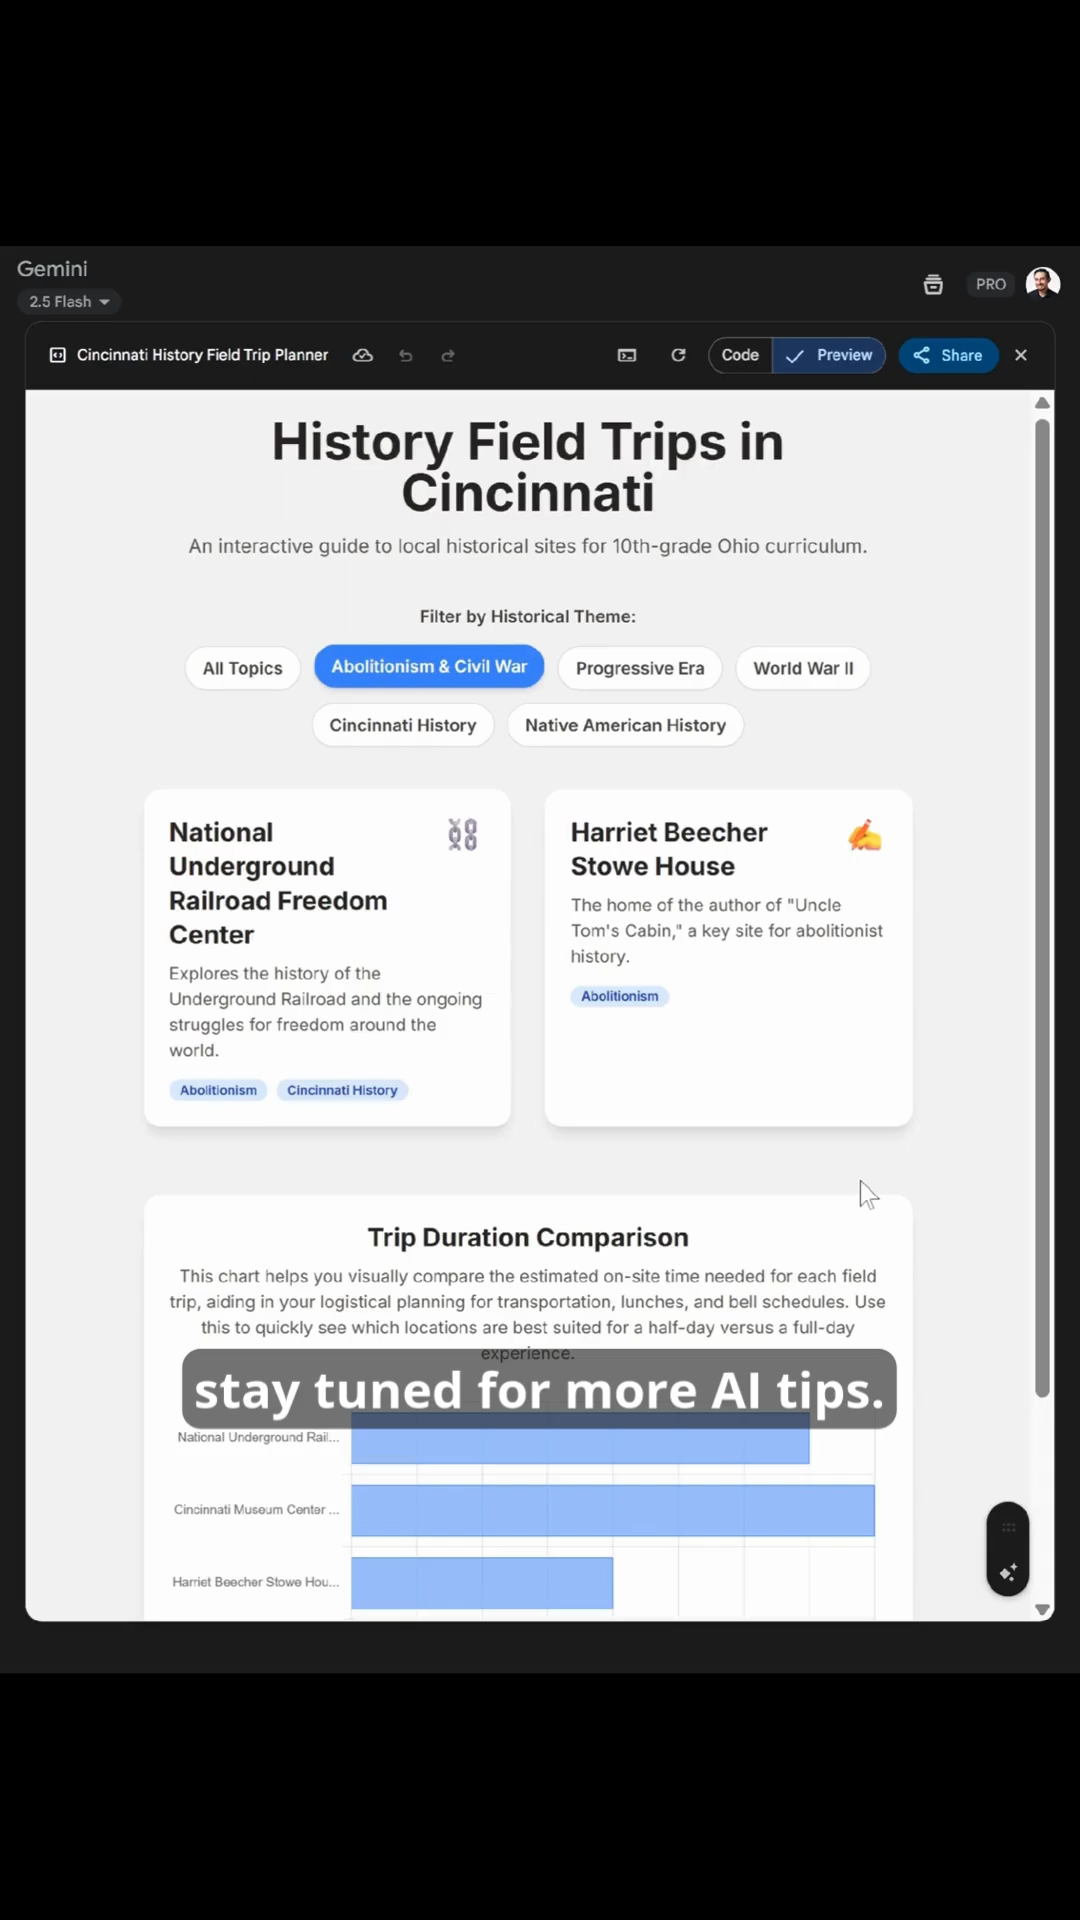 Gemini
2.5 Flash
PRO
Cincinnati History Field Trip Planner
Code
Preview
Share
History Field Trips in
Cincinnati
An interactive guide to local historical sites for 10th-grade Ohio curriculum.
Filter by Historical Theme:
All Topics
Abolitionism & Civil War
Progressive Era
World War II
Cincinnati History
Native American History
National
Underground
Railroad Freedom
Center
Explores the history of the
Underground Railroad and the ongoing
struggles for freedom around the
world.
Abolitionism
Cincinnati History
Harriet Beecher
Stowe House
The home of the author of "Uncle
Tom's Cabin," a key site for abolitionist
history.
Abolitionism
Trip Duration Comparison
This chart helps you visually compare the estimated on-site time needed for each field
trip, aiding in your logistical planning for transportation, lunches, and bell schedules. Use
this to quickly see which locations are best suited for a half-day versus a full-day
experience.
stay tuned for more AI tips.
National Underground Rail...
Cincinnati Museum Center ...
Harriet Beecher Stowe Hou...